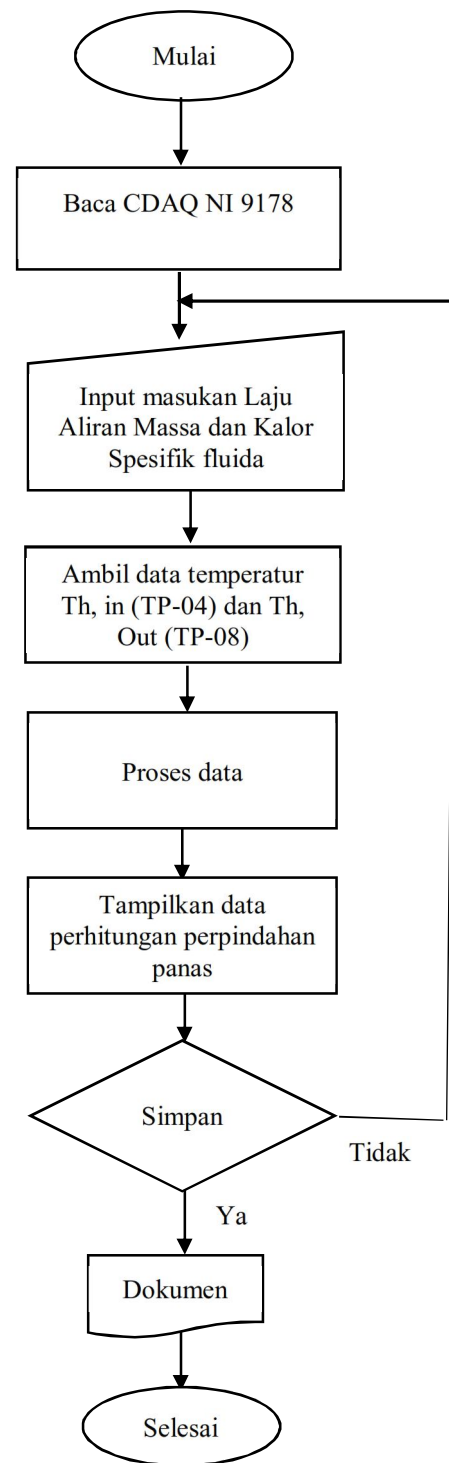 Mulai
Baca CDAQ NI 9178
Input masukan Laju
Aliran Massa dan Kalor
Spesifik fluida
Ambil data temperatur
Th, in (TP-04) dan Th,
Out (TP-08)
Proses data
Tampilkan data
perhitungan perpindahan
panas
Simpan
Tidak
Ya
Dokumen
Selesai